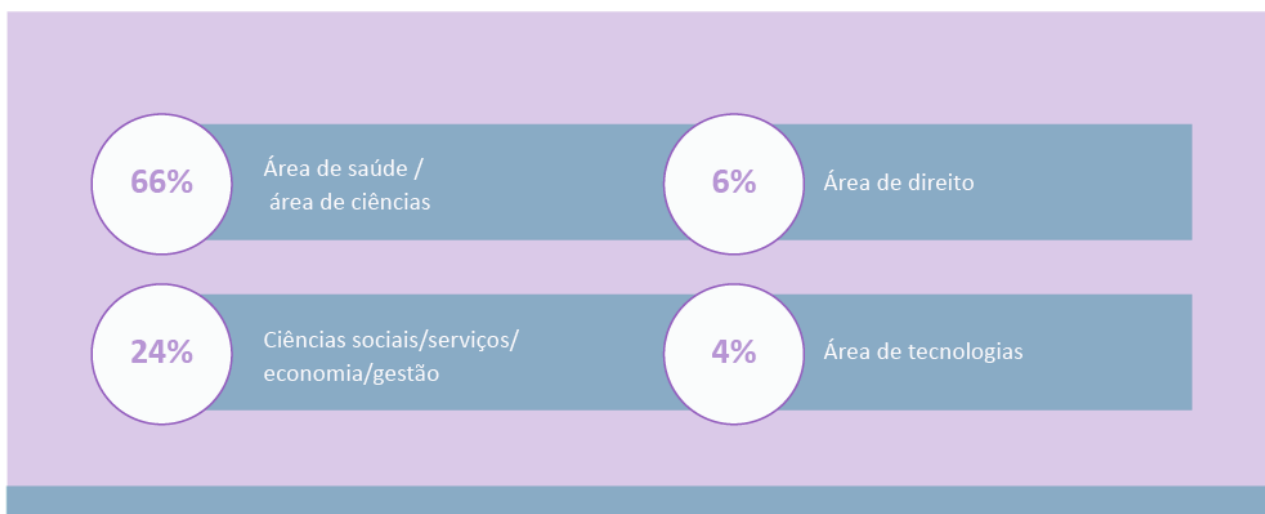 66%
Área de saúde /
área de ciências
6%
Área de direito
24%
Ciências sociais/serviços/
economia/gestão
4%
Área de tecnologias